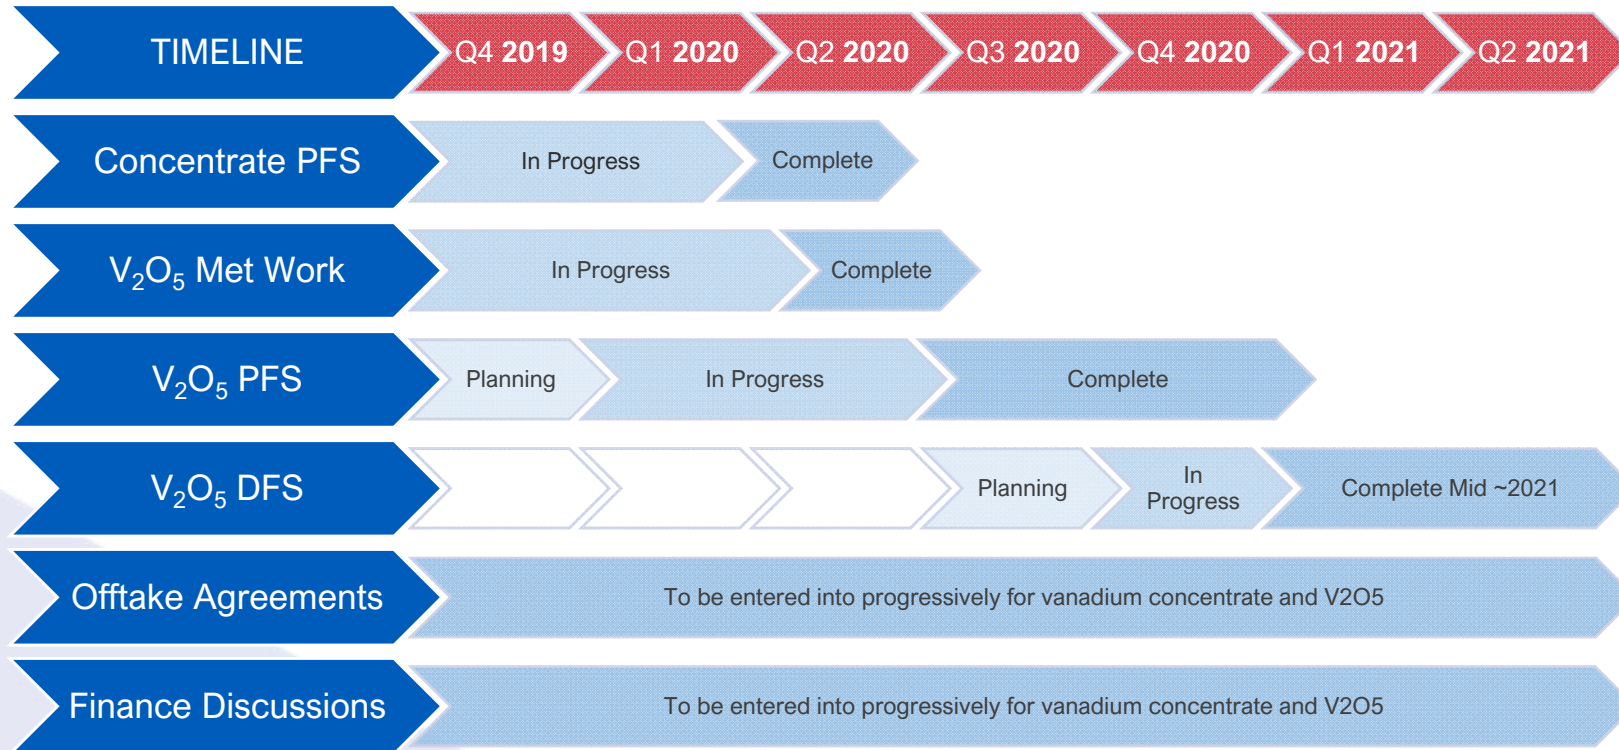 TIMELINE Q4 2019 Q1 2020 Q2 2020 Q3 2020 Q4 2020 Q1 2021 Q2 2021
Concentrate PFS In Progress Complete
V₂O₅ Met Work In Progress Complete
V₂O₅ PFS Planning In Progress Complete
V₂O₅ DFS Planning In Progress Complete Mid ~2021
Offtake Agreements To be entered into progressively for vanadium concentrate and V2O5
Finance Discussions To be entered into progressively for vanadium concentrate and V2O5